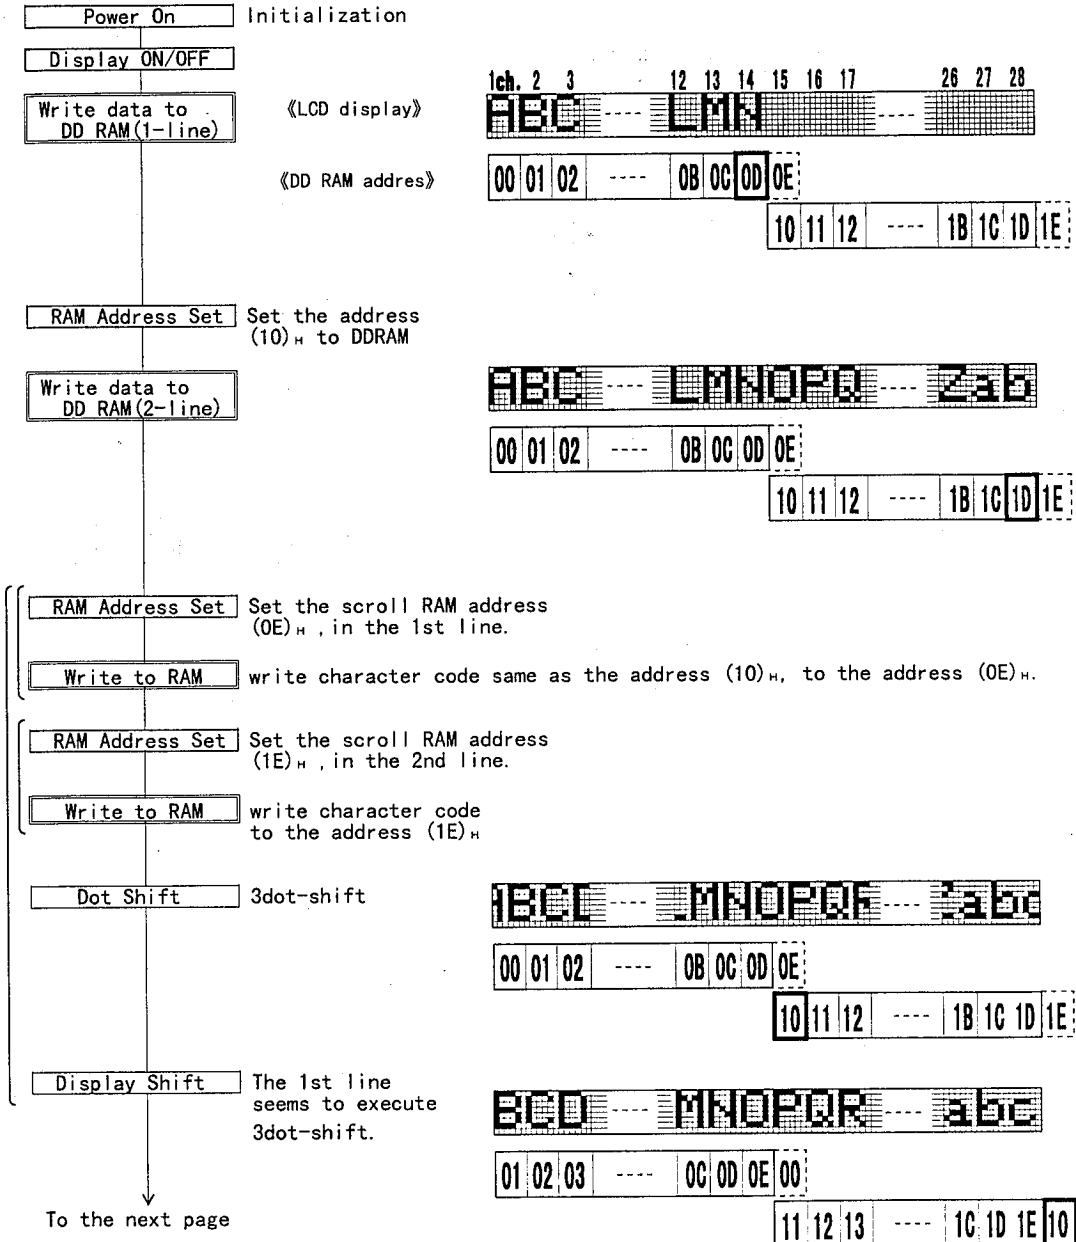 Power On Initialization
Display ON/OFF
Write data to
DD RAM(1-line)
《LCD display》
1ch. 2 3 12 13 14 15 16 17 26 27 28
ABC ---- LMN ----
《DD RAM addres》
00 01 02 ---- 0B 0C 0D 0E
10 11 12 ---- 1B 1C 1D 1E
RAM Address Set Set the address
(10)H to DDRAM
Write data to
DD RAM(2-line)
ABC ---- LMNOPQ ---- Zab
00 01 02 ---- 0B 0C 0D 0E
10 11 12 ---- 1B 1C 1D 1E
RAM Address Set Set the scroll RAM address
(0E)H , in the 1st line.
Write to RAM write character code same as the address (10)H, to the address (0E)H.
RAM Address Set Set the scroll RAM address
(1E)H , in the 2nd line.
Write to RAM write character code
to the address (1E)H
Dot Shift 3dot-shift
BC ---- MNOPQ ---- ab
00 01 02 ---- 0B 0C 0D 0E
10 11 12 ---- 1B 1C 1D 1E
Display Shift The 1st line
seems to execute
3dot-shift.
BCD ---- MNOPQR ---- abc
01 02 03 ---- 0C 0D 0E 00
11 12 13 ---- 1C 1D 1E 10
To the next page